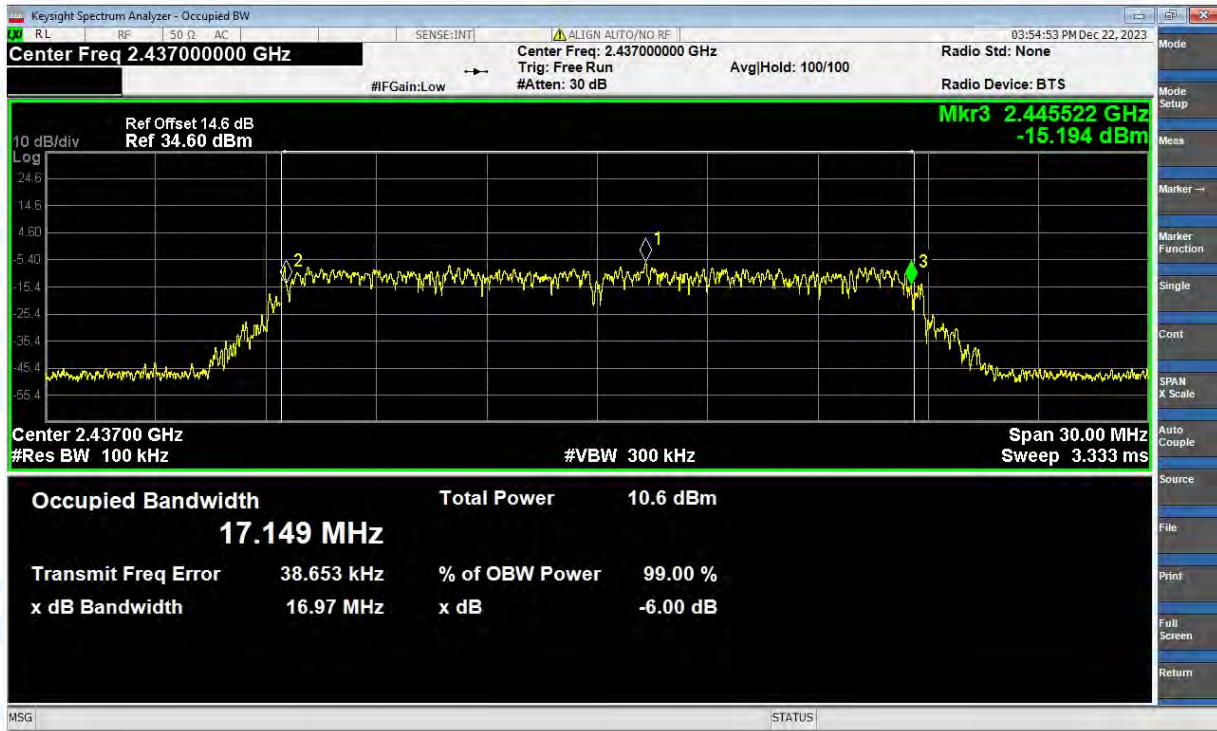 Keysight Spectrum Analyzer - Occupied BW
LXI RL RF 50 Ω AC SENSE:INT ALIGN AUTO/NO RF 03:54:53 PM Dec 22, 2023
Center Freq 2.437000000 GHz
Center Freq: 2.437000000 GHz Radio Std: None
Trig: Free Run Avg|Hold: 100/100
#IFGain:Low #Atten: 30 dB Radio Device: BTS
Mkr3 2.445522 GHz
-15.194 dBm
Ref Offset 14.6 dB
10 dB/div Ref 34.60 dBm
Log
24.6
14.6
4.60
-5.40
-15.4
-25.4
-35.4
-45.4
-55.4
1
2
3
Center 2.43700 GHz Span 30.00 MHz
#Res BW 100 kHz #VBW 300 kHz Sweep 3.333 ms
Occupied Bandwidth Total Power 10.6 dBm
17.149 MHz
Transmit Freq Error 38.653 kHz % of OBW Power 99.00 %
x dB Bandwidth 16.97 MHz x dB -6.00 dB
MSG STATUS
Mode
Mode
Setup
Meas
Marker→
Marker
Function
Single
Cont
SPAN
X Scale
Auto
Couple
Source
File
Print
Full
Screen
Return